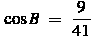 cos B = 9/41